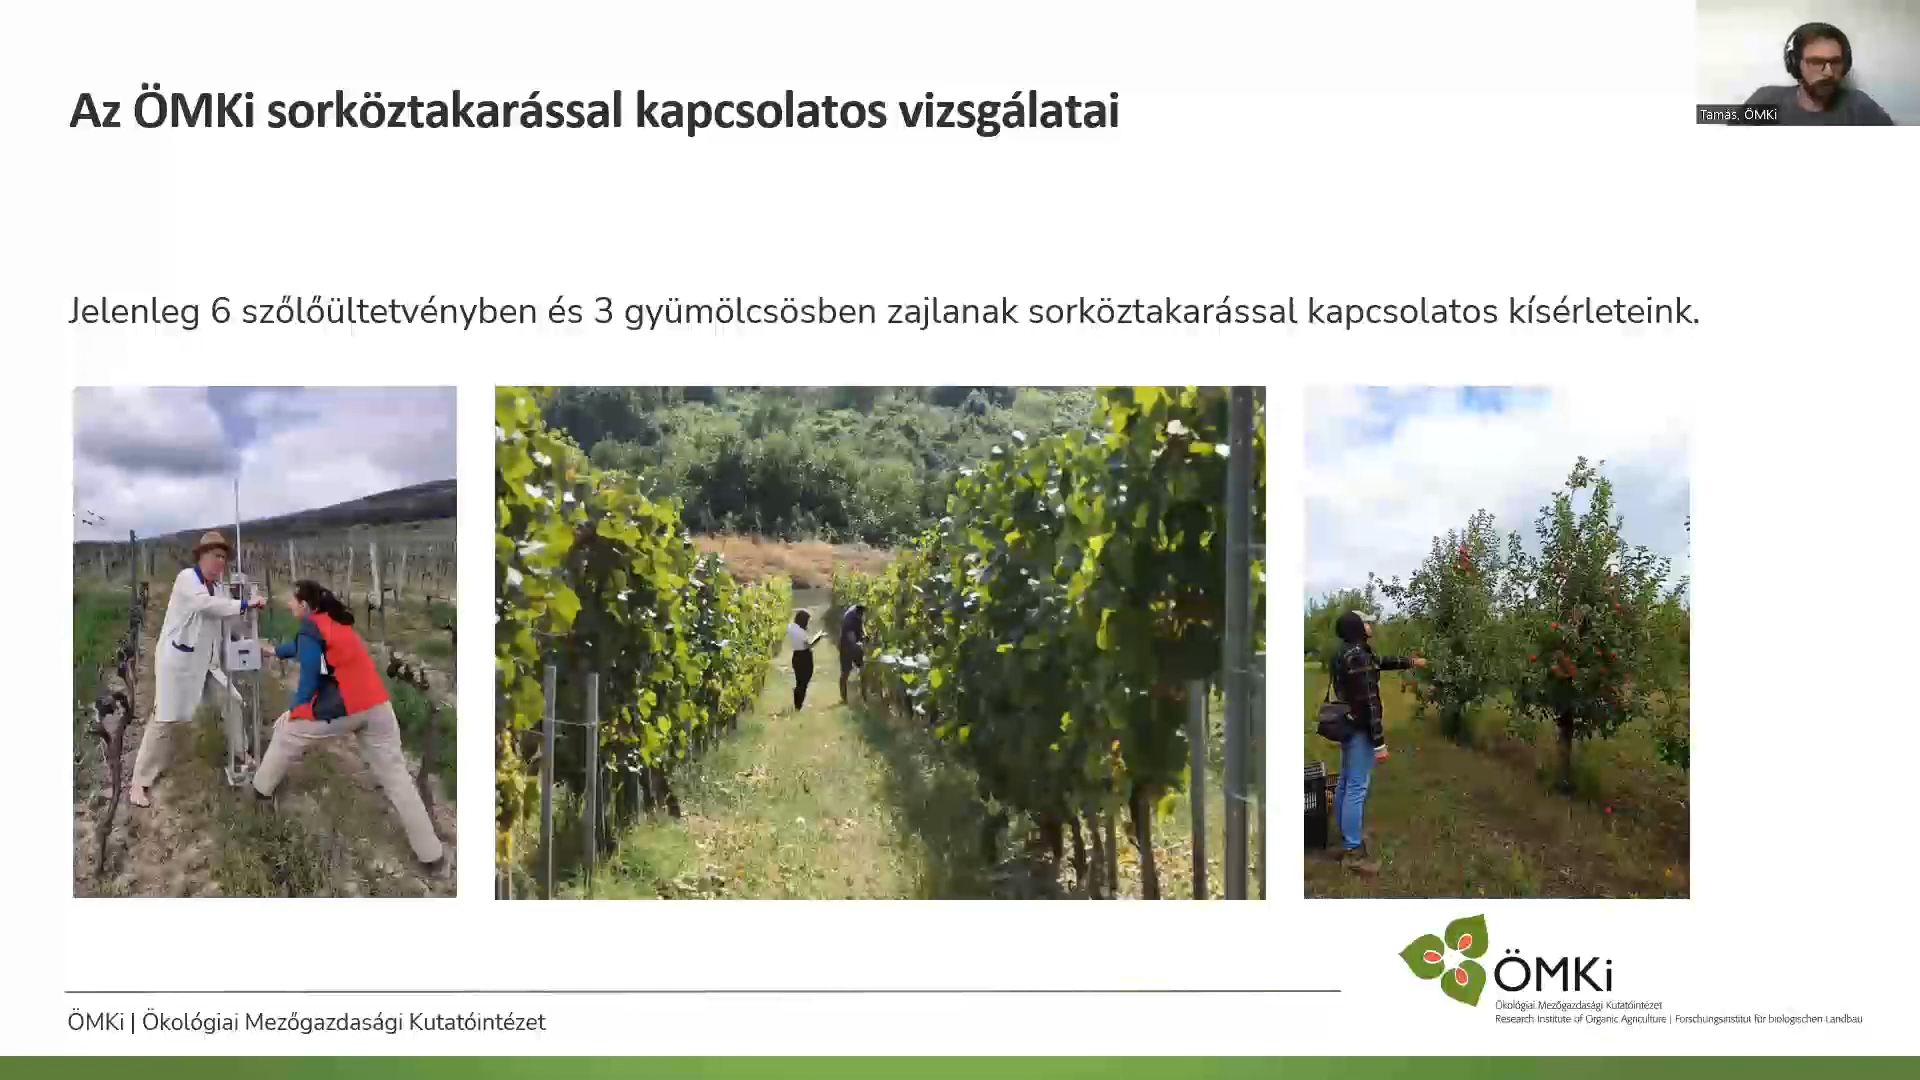 Az ÖMKi sorköztakarással kapcsolatos vizsgálatai
Tamás, ÖMKi
Jelenleg 6 szőlőültetvényben és 3 gyümölcsösben zajlanak sorköztakarással kapcsolatos kísérleteink.
ÖMKi
Ökológiai Mezőgazdasági Kutatóintézet
Research Institute of Organic Agriculture | Forschungsinstitut für biologischen Landbau
ÖMKi | Ökológiai Mezőgazdasági Kutatóintézet